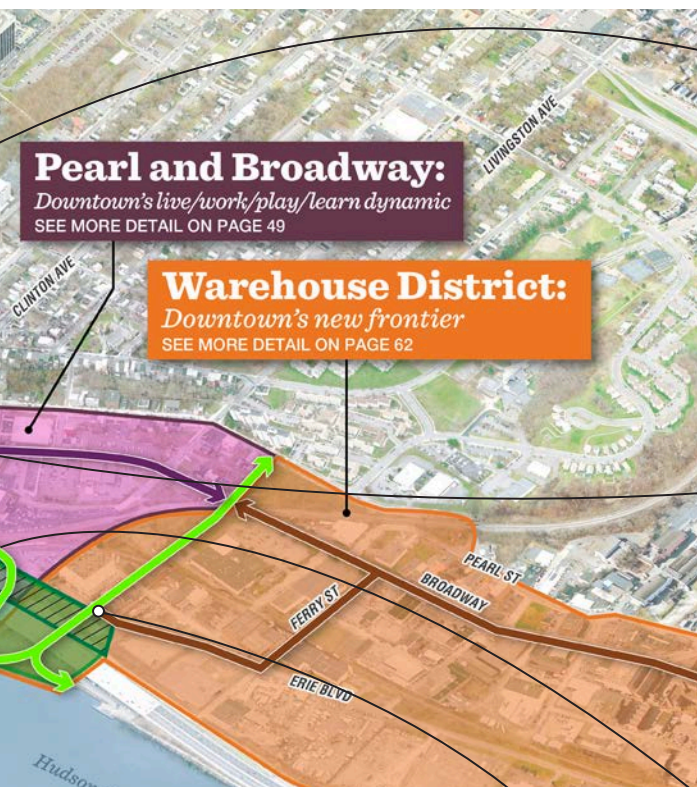 LIVINGSTON AVE
Pearl and Broadway:
Downtown's live/work/play/learn dynamic
SEE MORE DETAIL ON PAGE 49
CLINTON AVE
Warehouse District:
Downtown's new frontier
SEE MORE DETAIL ON PAGE 62
PEARL ST
BROADWAY
FERRY ST
ERIE BLVD
Hudson